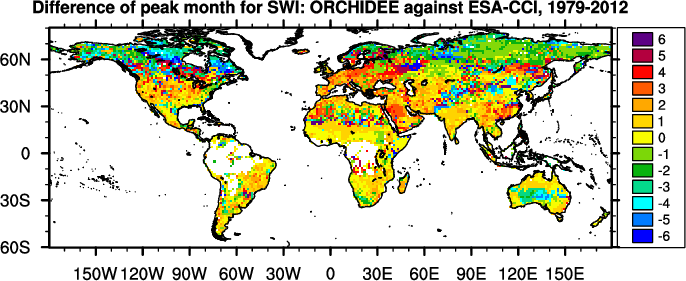 Difference of peak month for SWI: ORCHIDEE against ESA-CCI, 1979-2012
60N
30N
0
30S
60S
150W 120W 90W 60W 30W 0 30E 60E 90E 120E 150E
6
5
4
3
2
1
0
-1
-2
-3
-4
-5
-6